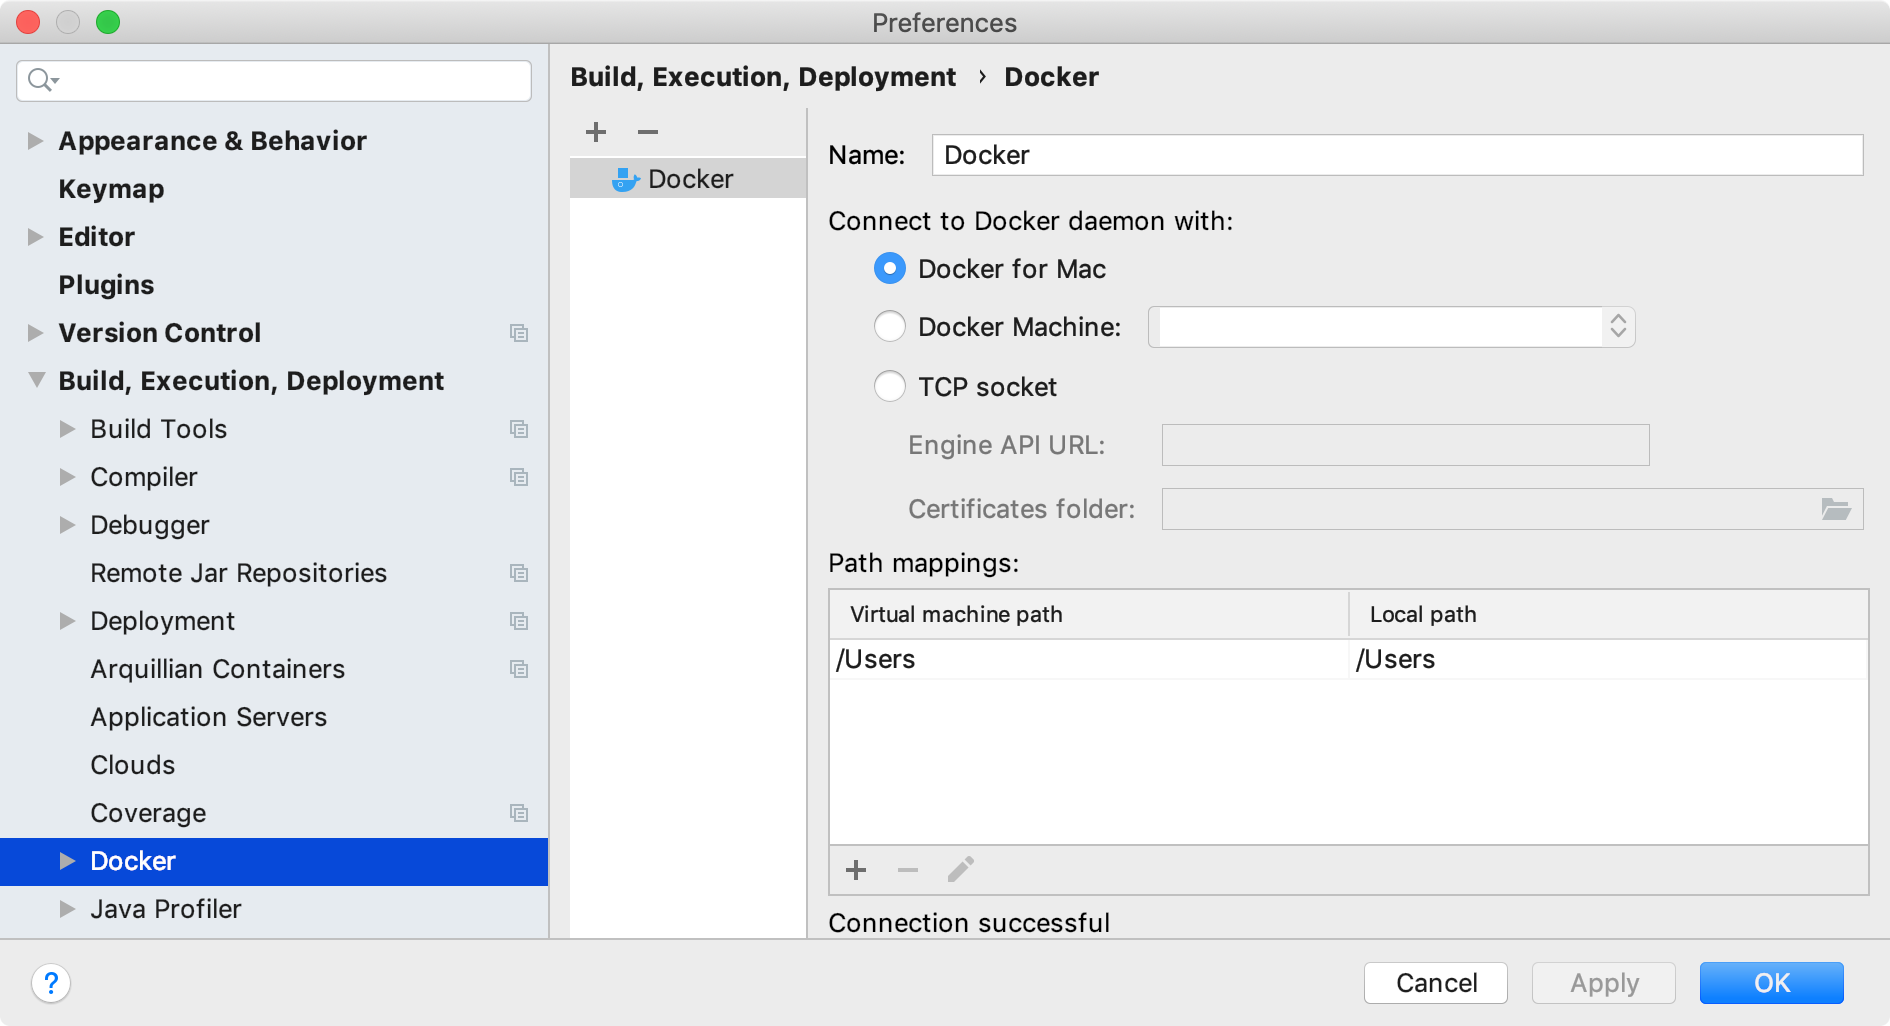 Preferences
Appearance & Behavior
Keymap
Editor
Plugins
Version Control
Build, Execution, Deployment
Build Tools
Compiler
Debugger
Remote Jar Repositories
Deployment
Arquillian Containers
Application Servers
Clouds
Coverage
Docker
Java Profiler
Build, Execution, Deployment › Docker
Docker
Name: Docker
Connect to Docker daemon with:
Docker for Mac
Docker Machine:
TCP socket
Engine API URL:
Certificates folder:
Path mappings:
Virtual machine path Local path
/Users /Users
Connection successful
? Cancel Apply OK